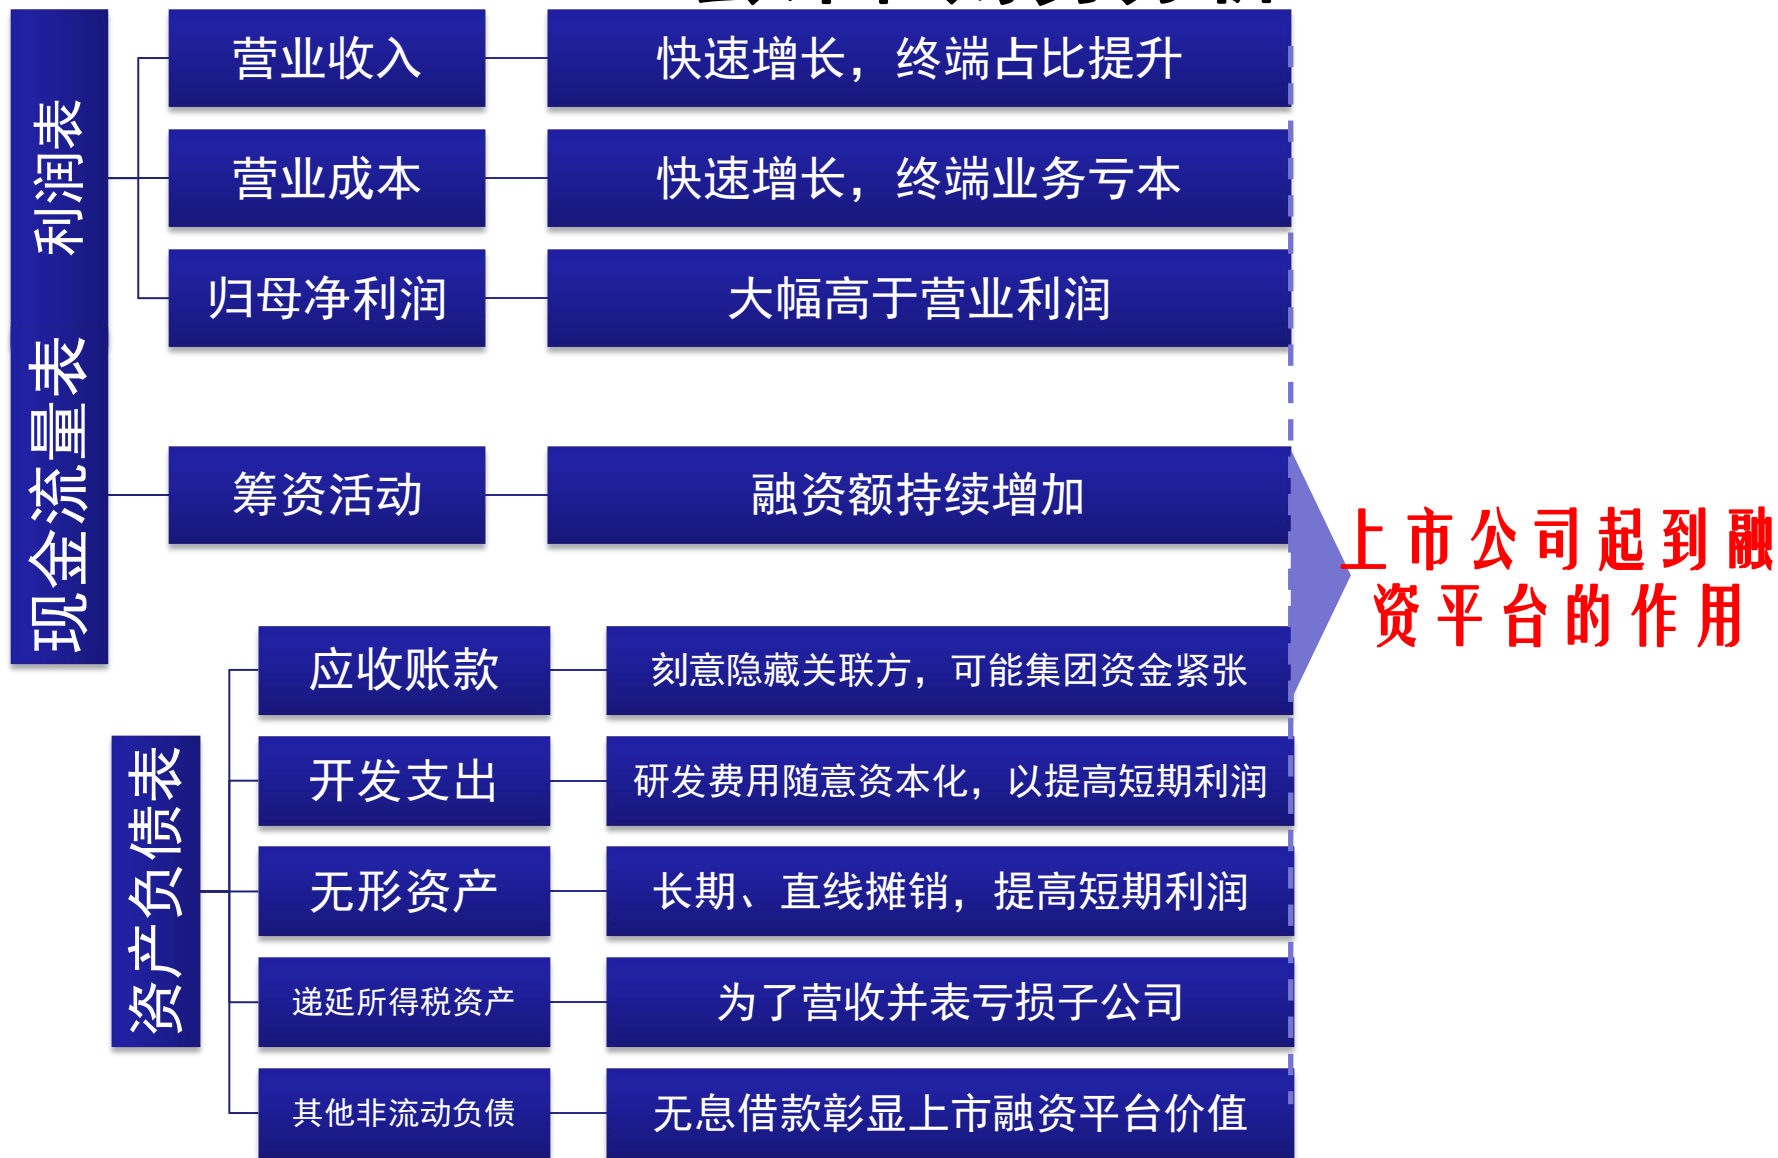 利润表
营业收入
快速增长，终端占比提升
营业成本
快速增长，终端业务亏本
归母净利润
大幅高于营业利润
现金流量表
筹资活动
融资额持续增加
资产负债表
应收账款
刻意隐藏关联方，可能集团资金紧张
开发支出
研发费用随意资本化，以提高短期利润
无形资产
长期、直线摊销，提高短期利润
递延所得税资产
为了营收并表亏损子公司
其他非流动负债
无息借款彰显上市融资平台价值
上市公司起到融
资平台的作用